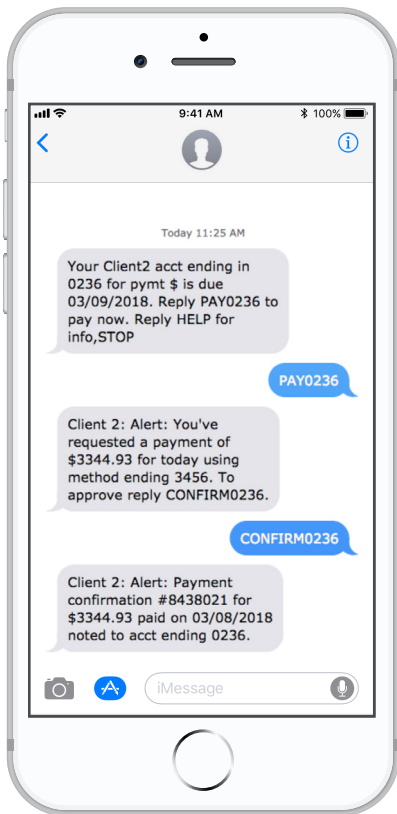 9:41 AM
100%
Today 11:25 AM
Your Client2 acct ending in
0236 for pymt $ is due
03/09/2018. Reply PAY0236 to
pay now. Reply HELP for
info,STOP
PAY0236
Client 2: Alert: You've
requested a payment of
$3344.93 for today using
method ending 3456. To
approve reply CONFIRM0236.
CONFIRM0236
Client 2: Alert: Payment
confirmation #8438021 for
$3344.93 paid on 03/08/2018
noted to acct ending 0236.
iMessage